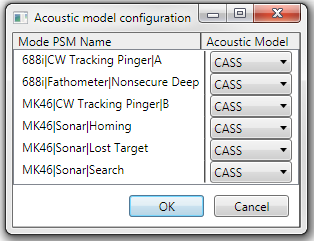 Acoustic model configuration
Mode PSM Name Acoustic Model
688i|CW Tracking Pinger|A CASS
688i|Fathometer|Nonsecure Deep CASS
MK46|CW Tracking Pinger|B CASS
MK46|Sonar|Homing CASS
MK46|Sonar|Lost Target CASS
MK46|Sonar|Search CASS
OK Cancel